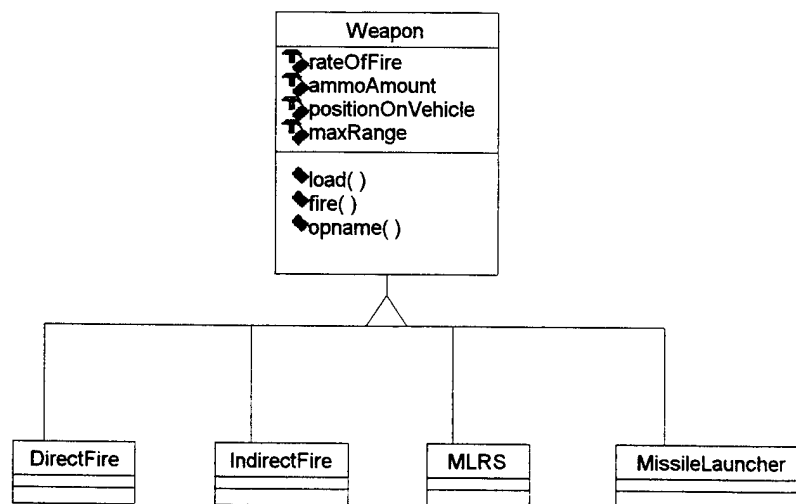 Weapon
rateOfFire
ammoAmount
positionOnVehicle
maxRange
load( )
fire( )
opname( )
DirectFire
IndirectFire
MLRS
MissileLauncher